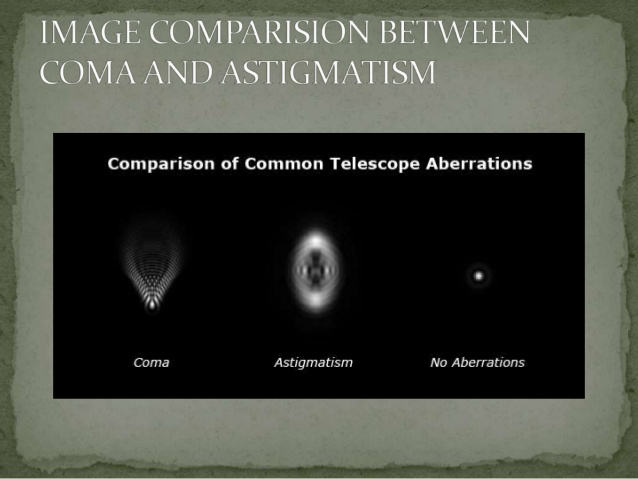 IMAGE COMPARISION BETWEEN
COMA AND ASTIGMATISM
Comparison of Common Telescope Aberrations
Coma
Astigmatism
No Aberrations